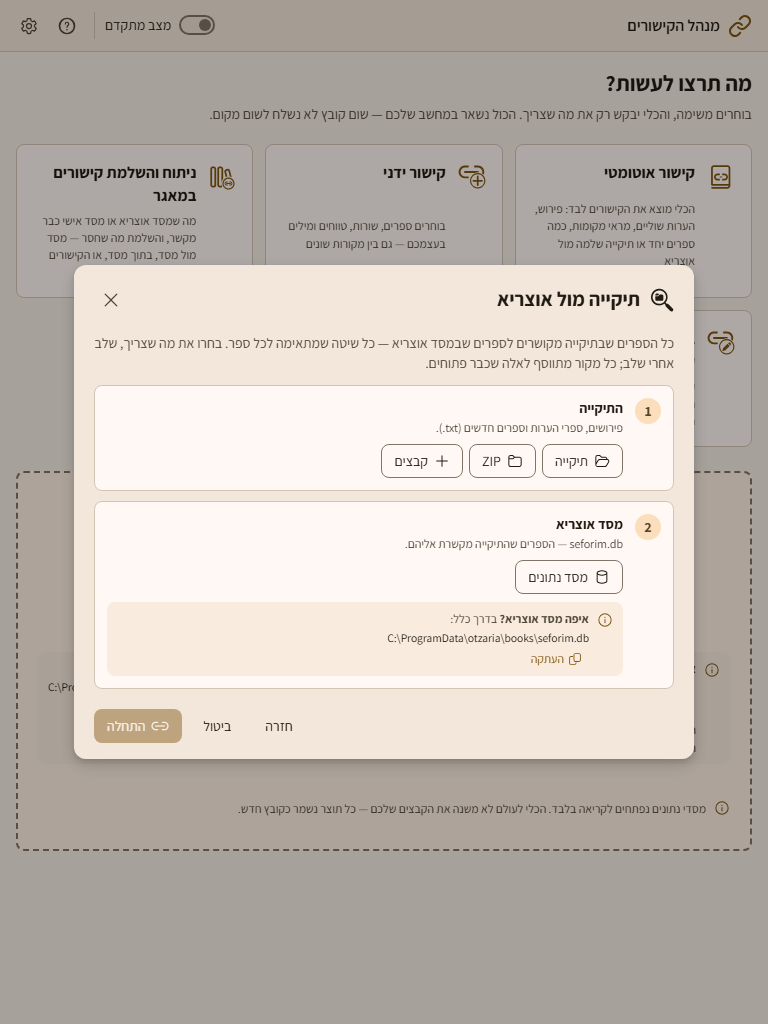 מנהל הקישורים
מצב מתקדם
מה תרצו לעשות?
בוחרים משימה, והכלי יבקש רק את מה שצריך. הכול נשאר במחשב שלכם — שום קובץ לא נשלח לשום מקום.
קישור אוטומטי
הכלי מוצא את הקישורים לבד: פירוש,
הערות שוליים, מראי מקומות, כמה
ספרים יחד או תיקייה שלמה מול
אוצריא
קישור ידני
בוחרים ספרים, שורות, טווחים ומילים
בעצמכם — גם בין מקורות שונים
ניתוח והשלמת קישורים
במאגר
מה שמסד אוצריא או מסד אישי כבר
מקשר, והשלמת מה שחסר — מסד
מול מסד, בתוך מסד, או הקישורים
תיקייה מול אוצריא
כל הספרים שבתיקייה מקושרים לספרים שבמסד אוצריא — כל שיטה שמתאימה לכל ספר. בחרו את מה שצריך, שלב
אחרי שלב; כל מקור מתווסף לאלה שכבר פתוחים.
1
התיקייה
פירושים, ספרי הערות וספרים חדשים (txt.).
תיקייה
ZIP
קבצים
2
מסד אוצריא
seforim.db — הספרים שהתיקייה מקשרת אליהם.
מסד נתונים
איפה מסד אוצריא? בדרך כלל:
C:\ProgramData\otzaria\books\seforim.db
העתקה
חזרה
ביטול
התחלה
C:\Pr
מסדי נתונים נפתחים לקריאה בלבד. הכלי לעולם לא משנה את הקבצים שלכם — כל תוצר נשמר כקובץ חדש.